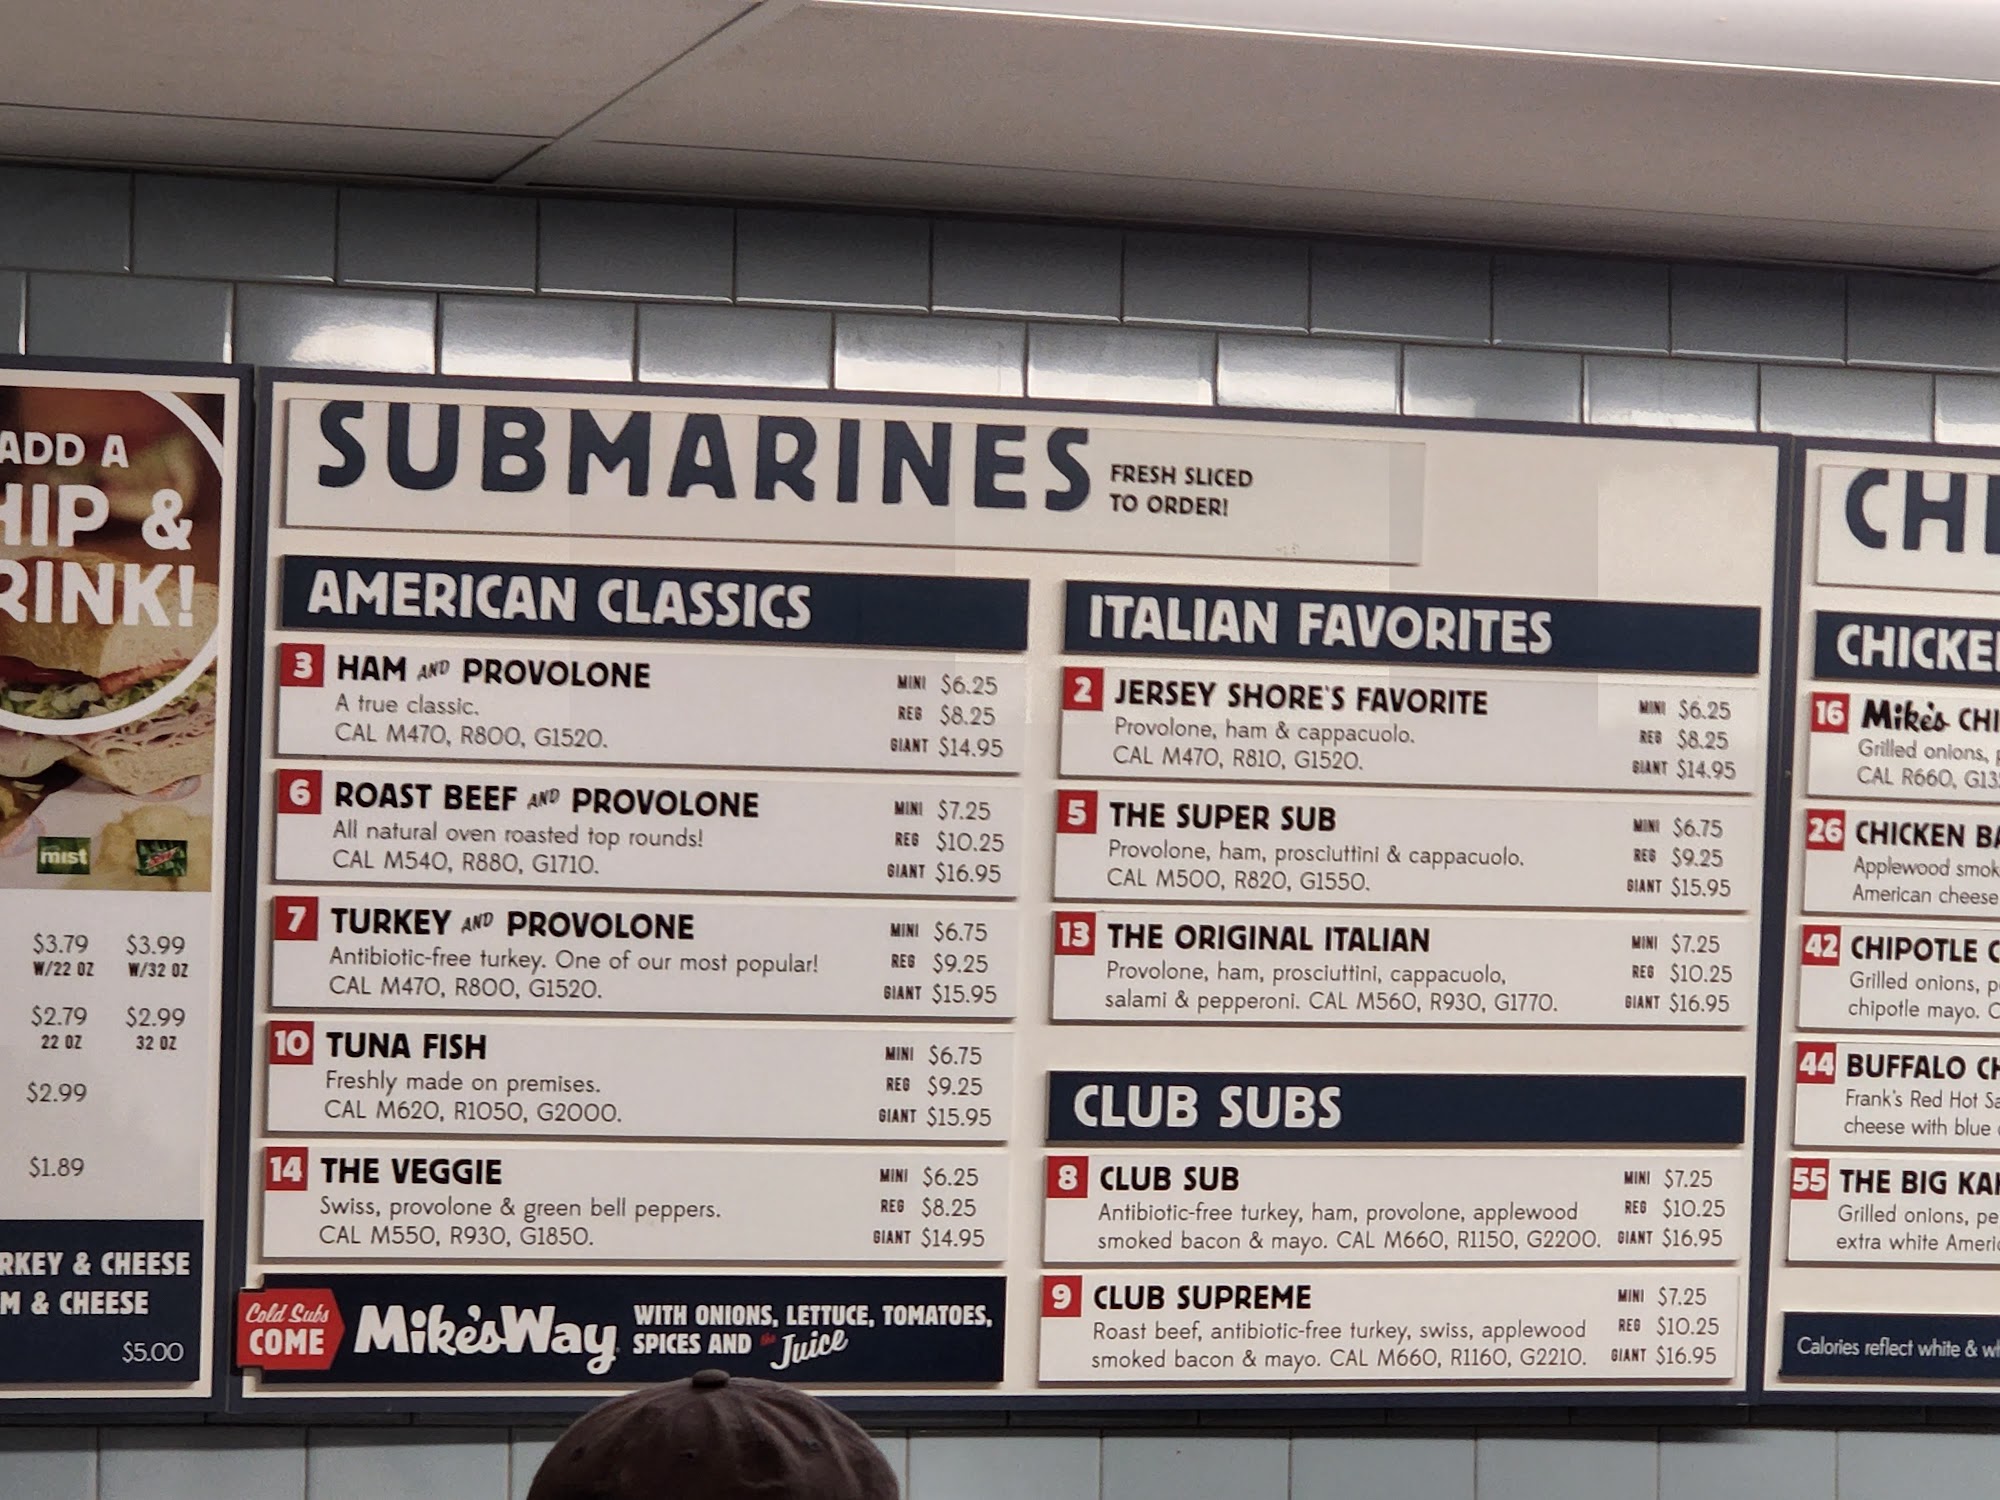 ADD A
HIP &
RINK!
mist
$3.79 $3.99
W/22 OZ W/32 OZ
$2.79 $2.99
22 OZ 32 OZ
$2.99
$1.89
RKEY & CHEESE
M & CHEESE
$5.00
SUBMARINES
FRESH SLICED
TO ORDER!
AMERICAN CLASSICS
3 HAM AND PROVOLONE
A true classic.
CAL M470, R800, G1520.
MINI $6.25
REG $8.25
GIANT $14.95
6 ROAST BEEF AND PROVOLONE
All natural oven roasted top rounds!
CAL M540, R880, G1710.
MINI $7.25
REG $10.25
GIANT $16.95
7 TURKEY AND PROVOLONE
Antibiotic-free turkey. One of our most popular!
CAL M470, R800, G1520.
MINI $6.75
REG $9.25
GIANT $15.95
10 TUNA FISH
Freshly made on premises.
CAL M620, R1050, G2000.
MINI $6.75
REG $9.25
GIANT $15.95
14 THE VEGGIE
Swiss, provolone & green bell peppers.
CAL M550, R930, G1850.
MINI $6.25
REG $8.25
GIANT $14.95
Cold Subs
COME
Mike's Way
WITH ONIONS, LETTUCE, TOMATOES,
SPICES AND the Juice
ITALIAN FAVORITES
2 JERSEY SHORE'S FAVORITE
Provolone, ham & cappacuolo.
CAL M470, R810, G1520.
MINI $6.25
REG $8.25
GIANT $14.95
5 THE SUPER SUB
Provolone, ham, prosciuttini & cappacuolo.
CAL M500, R820, G1550.
MINI $6.75
REG $9.25
GIANT $15.95
13 THE ORIGINAL ITALIAN
Provolone, ham, prosciuttini, cappacuolo,
salami & pepperoni. CAL M560, R930, G1770.
MINI $7.25
REG $10.25
GIANT $16.95
CLUB SUBS
8 CLUB SUB
Antibiotic-free turkey, ham, provolone, applewood
smoked bacon & mayo. CAL M660, R1150, G2200.
MINI $7.25
REG $10.25
GIANT $16.95
9 CLUB SUPREME
Roast beef, antibiotic-free turkey, swiss, applewood
smoked bacon & mayo. CAL M660, R1160, G2210.
MINI $7.25
REG $10.25
GIANT $16.95
CHI
CHICKE
16 Mike's CHI
Grilled onions,
CAL R660, G13
26 CHICKEN BA
Applewood smok
American cheese
42 CHIPOTLE C
Grilled onions, p
chipotle mayo. C
44 BUFFALO CH
Frank's Red Hot Sa
cheese with blue
55 THE BIG KA
Grilled onions, pe
extra white Americ
Calories reflect white & wh